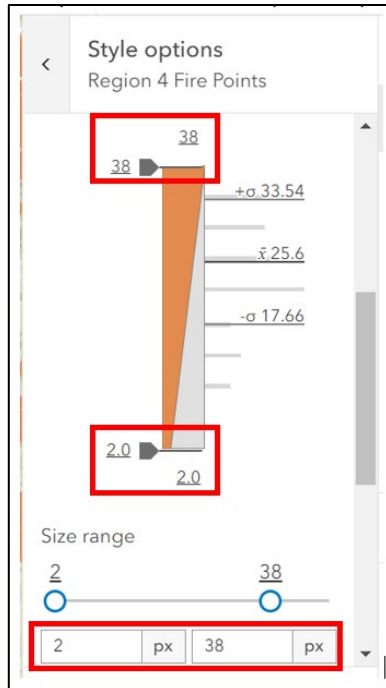 Style options
Region 4 Fire Points
38
38
+σ 33.54
x̄ 25.6
-σ 17.66
2.0
2.0
Size range
2 38
2 px 38 px